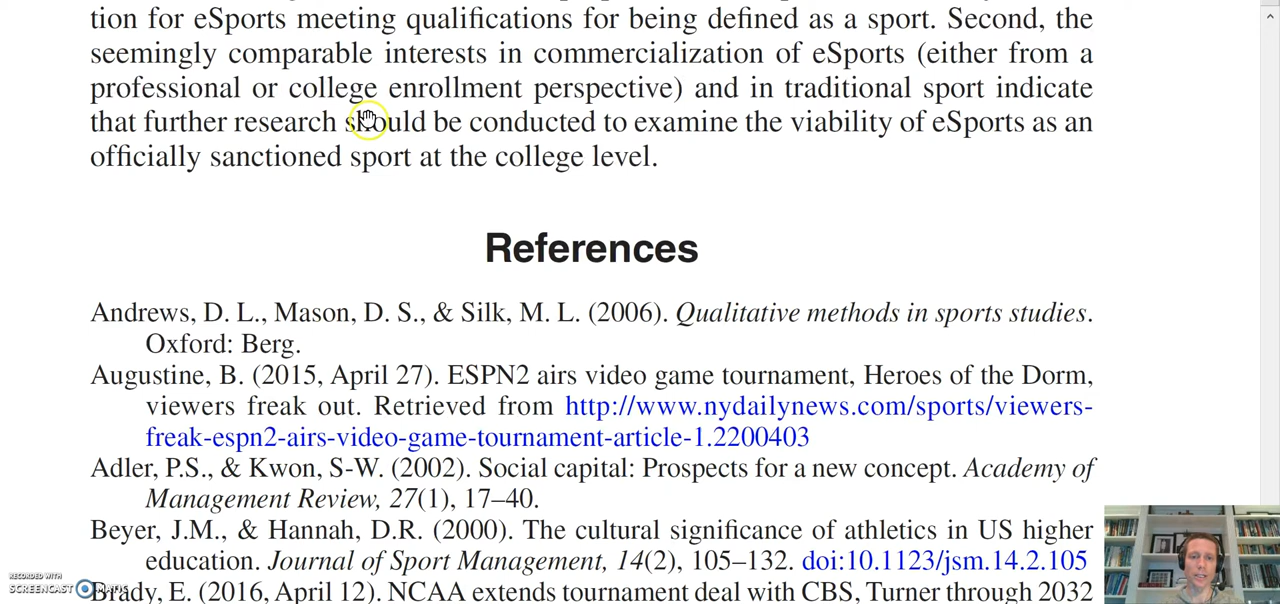 tion for eSports meeting qualifications for being defined as a sport. Second, the
seemingly comparable interests in commercialization of eSports (either from a
professional or college enrollment perspective) and in traditional sport indicate
that further research should be conducted to examine the viability of eSports as an
officially sanctioned sport at the college level.
References
Andrews, D. L., Mason, D. S., & Silk, M. L. (2006). Qualitative methods in sports studies.
Oxford: Berg.
Augustine, B. (2015, April 27). ESPN2 airs video game tournament, Heroes of the Dorm,
viewers freak out. Retrieved from http://www.nydailynews.com/sports/viewers-
freak-espn2-airs-video-game-tournament-article-1.2200403
Adler, P.S., & Kwon, S-W. (2002). Social capital: Prospects for a new concept. Academy of
Management Review, 27(1), 17–40.
Beyer, J.M., & Hannah, D.R. (2000). The cultural significance of athletics in US higher
education. Journal of Sport Management, 14(2), 105–132. doi:10.1123/jsm.14.2.105
Brady, E. (2016, April 12). NCAA extends tournament deal with CBS, Turner through 2032
RECORDED WITH
SCREENCAST MATIC